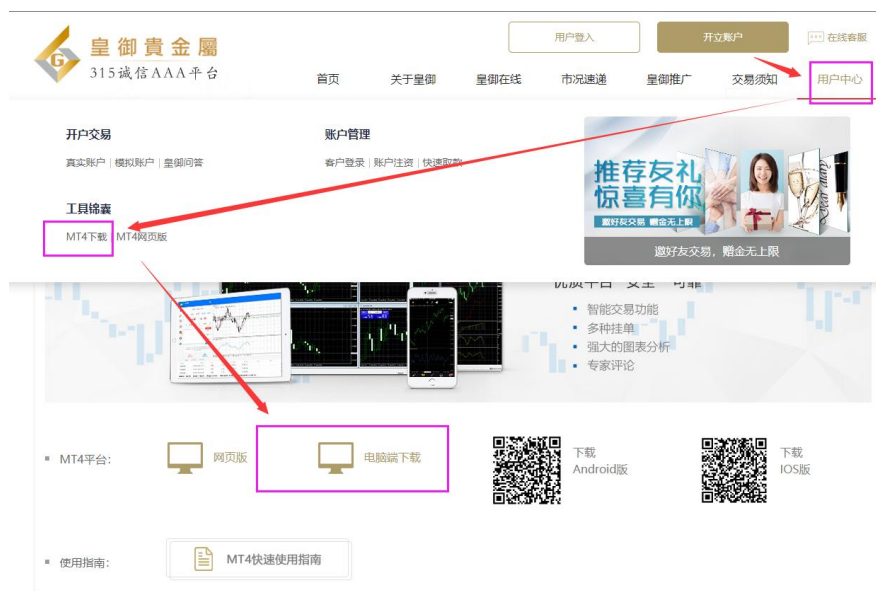 皇御貴金屬
315诚信AAA平台
用户登入
开立账户
在线客服
首页 关于皇御 皇御在线 市况速递 皇御推广 交易须知 用户中心
开户交易
真实账户 | 模拟账户 | 皇御问答
账户管理
客户登录 | 账户注资 | 快速取款
工具锦囊
MT4下载 | MT4网页版
推荐友礼
惊喜有你
邀好友交易 赠金无上限
邀好友交易，赠金无上限
智能交易功能
多种挂单
强大的图表分析
专家评论
MT4平台：
网页版
电脑端下载
下载
Android版
下载
IOS版
使用指南：
MT4快速使用指南